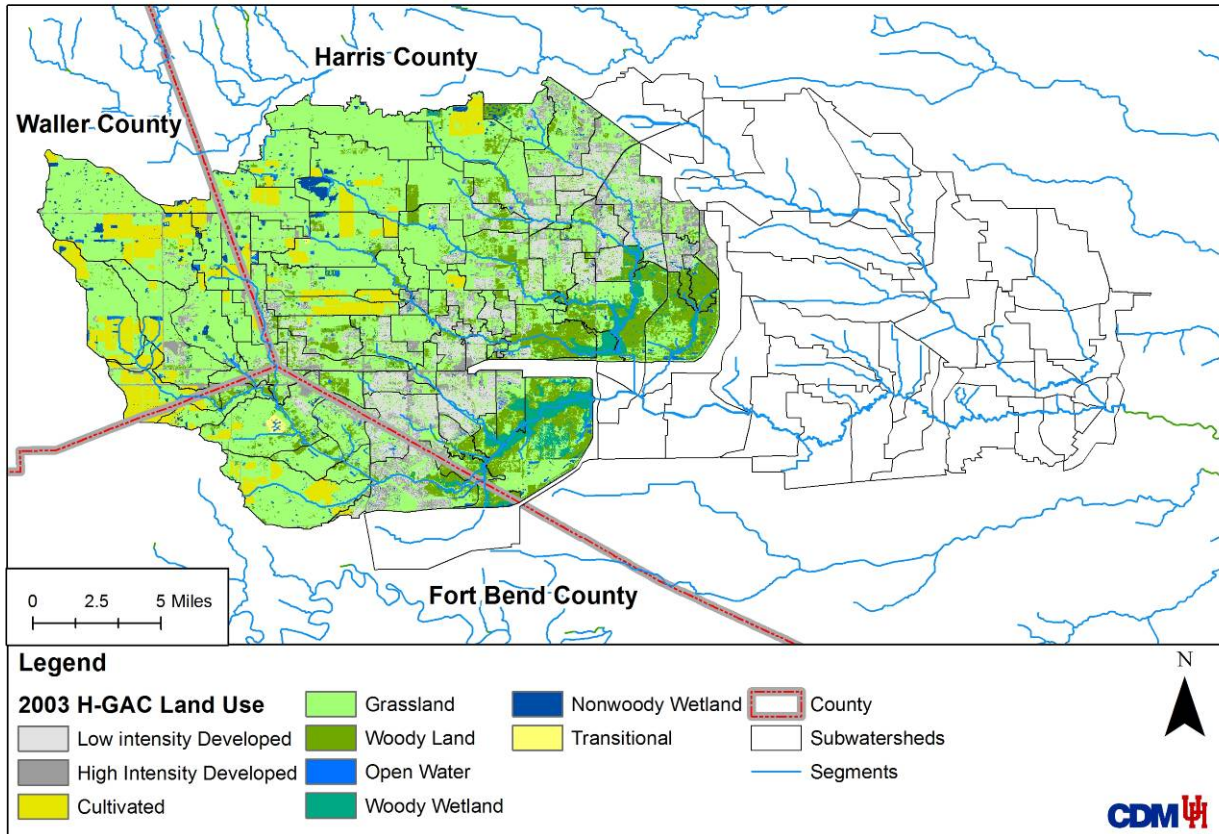 Harris County
Waller County
Fort Bend County
0 2.5 5 Miles
Legend
N
2003 H-GAC Land Use
Low intensity Developed
High Intensity Developed
Cultivated
Grassland
Woody Land
Open Water
Woody Wetland
Nonwoody Wetland
Transitional
County
Subwatersheds
Segments
CDM UH